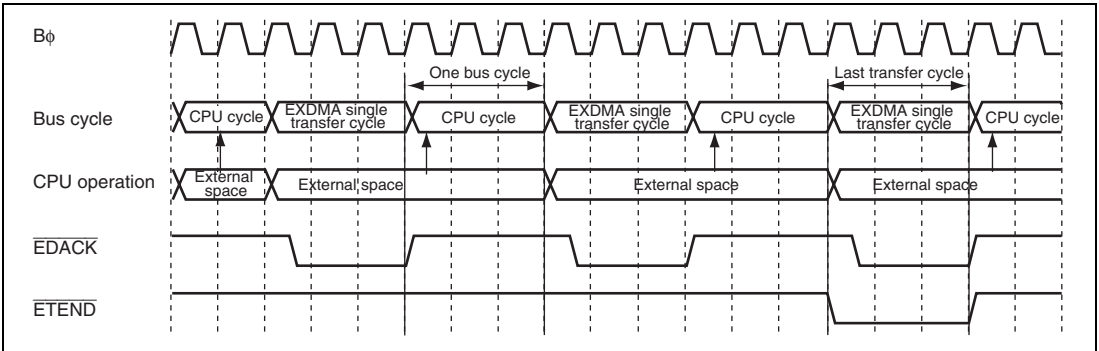 Bϕ
One bus cycle
Last transfer cycle
Bus cycle
CPU cycle
EXDMA single
transfer cycle
CPU cycle
EXDMA single
transfer cycle
CPU cycle
EXDMA single
transfer cycle
CPU cycle
CPU operation
External
space
External space
External space
External space
EDACK
ETEND